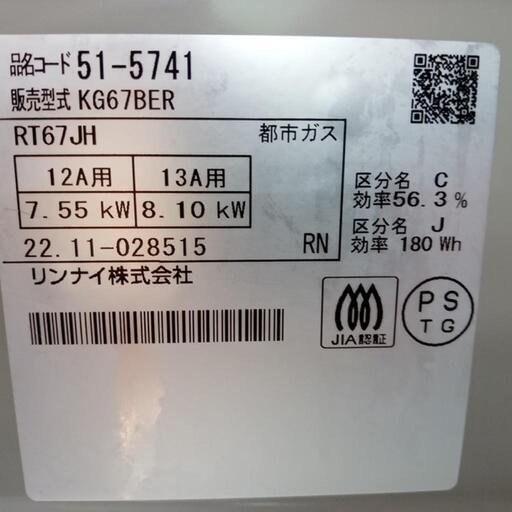 品名コード 51-5741
販売型式 KG67BER
RT67JH 都市ガス
12A用 13A用
7.55 kW 8.10 kW
22.11-028515 RN
リンナイ株式会社
区分名 C
効率56.3%
区分名 J
効率 180 Wh
JIA認証
PS
TG